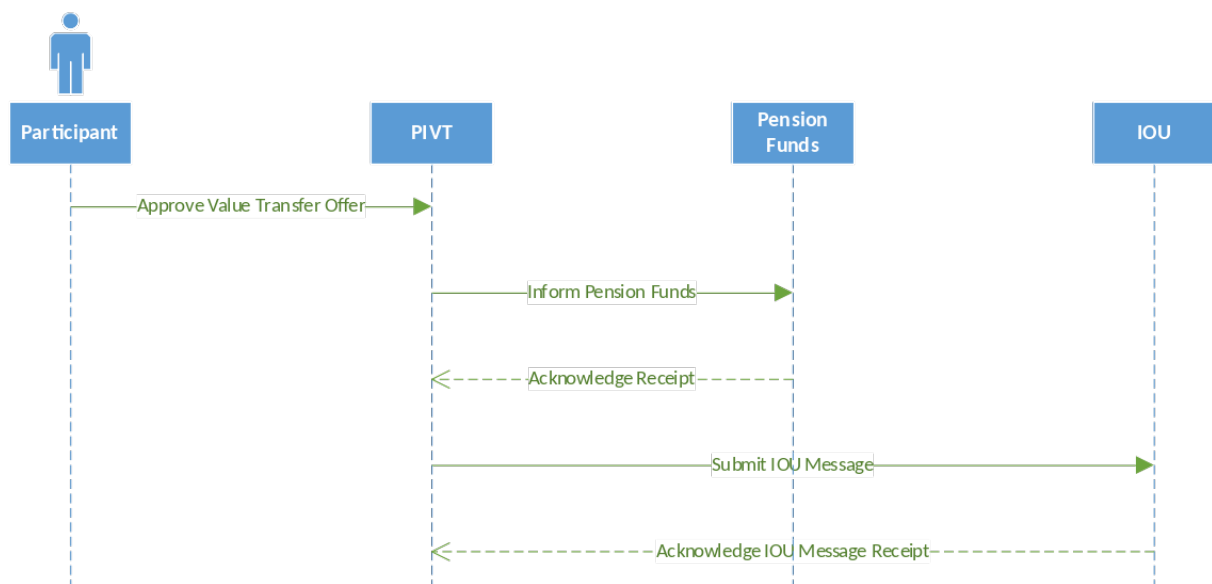 Participant
PIVT
Pension
Funds
IOU
Approve Value Transfer Offer
Inform Pension Funds
Acknowledge Receipt
Submit IOU Message
Acknowledge IOU Message Receipt